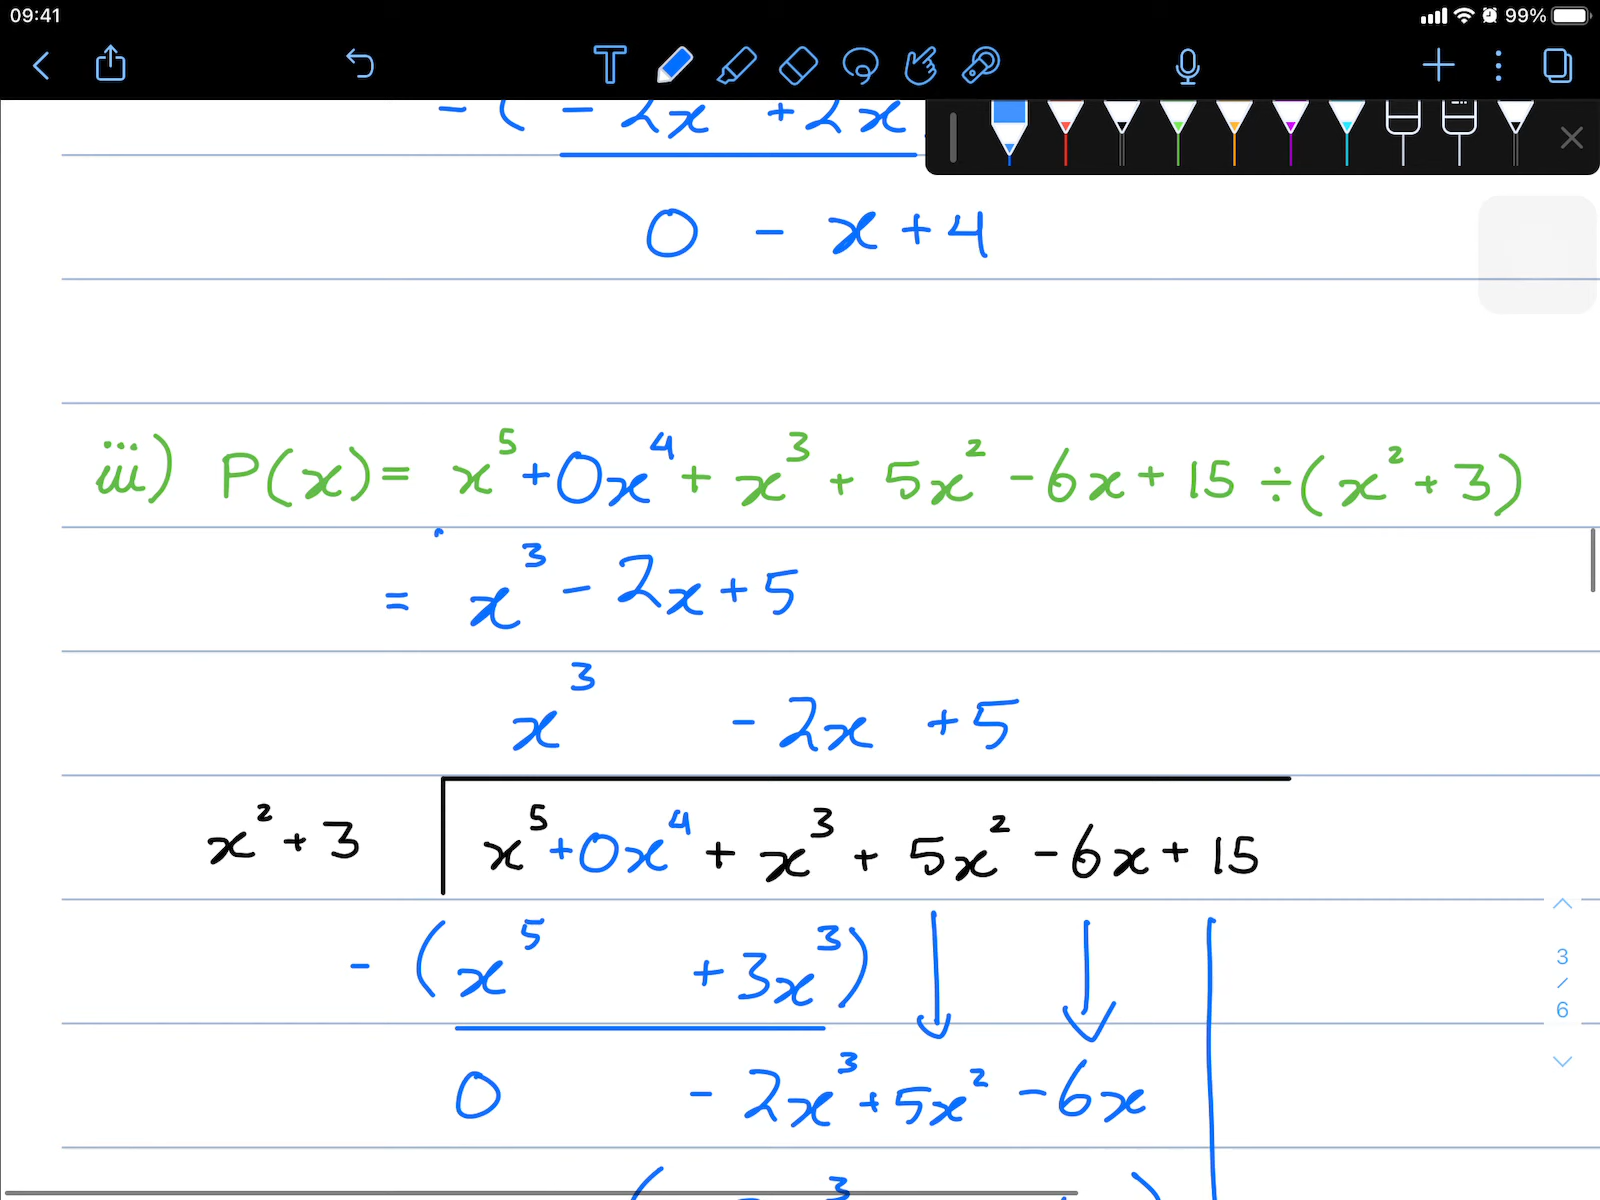 09:41 99%
- ( - 2x + 2x
0 - x + 4
iii) P(x) = x⁵ + 0x⁴ + x³ + 5x² - 6x + 15 ÷ (x² + 3)
= x³ - 2x + 5
x³ - 2x + 5
x² + 3 x⁵ + 0x⁴ + x³ + 5x² - 6x + 15
- (x⁵ + 3x³)
0 - 2x³ + 5x² - 6x
3 / 6
( 3 )